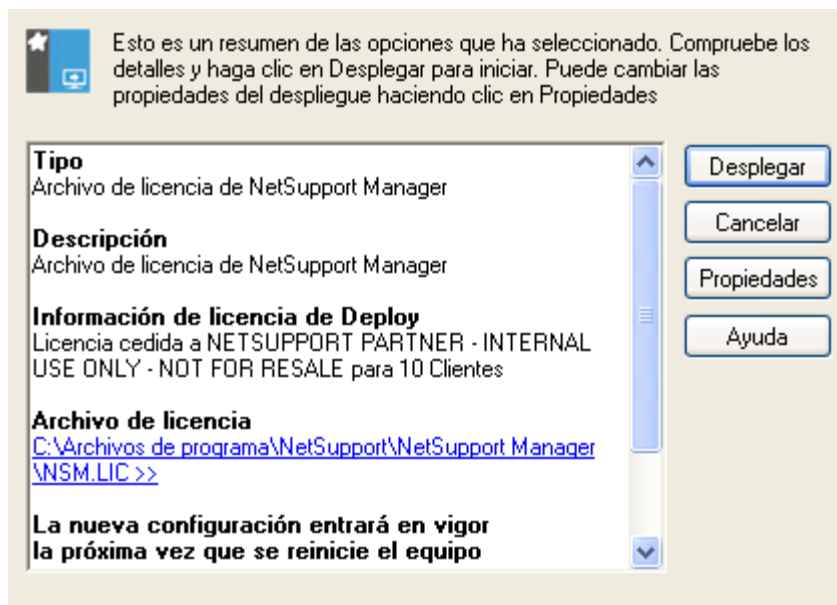 Esto es un resumen de las opciones que ha seleccionado. Compruebe los
detalles y haga clic en Desplegar para iniciar. Puede cambiar las
propiedades del despliegue haciendo clic en Propiedades
Tipo
Archivo de licencia de NetSupport Manager
Descripción
Archivo de licencia de NetSupport Manager
Información de licencia de Deploy
Licencia cedida a NETSUPPORT PARTNER - INTERNAL
USE ONLY - NOT FOR RESALE para 10 Clientes
Archivo de licencia
C:\Archivos de programa\NetSupport\NetSupport Manager
\NSM.LIC >>
La nueva configuración entrará en vigor
la próxima vez que se reinicie el equipo
Desplegar
Cancelar
Propiedades
Ayuda